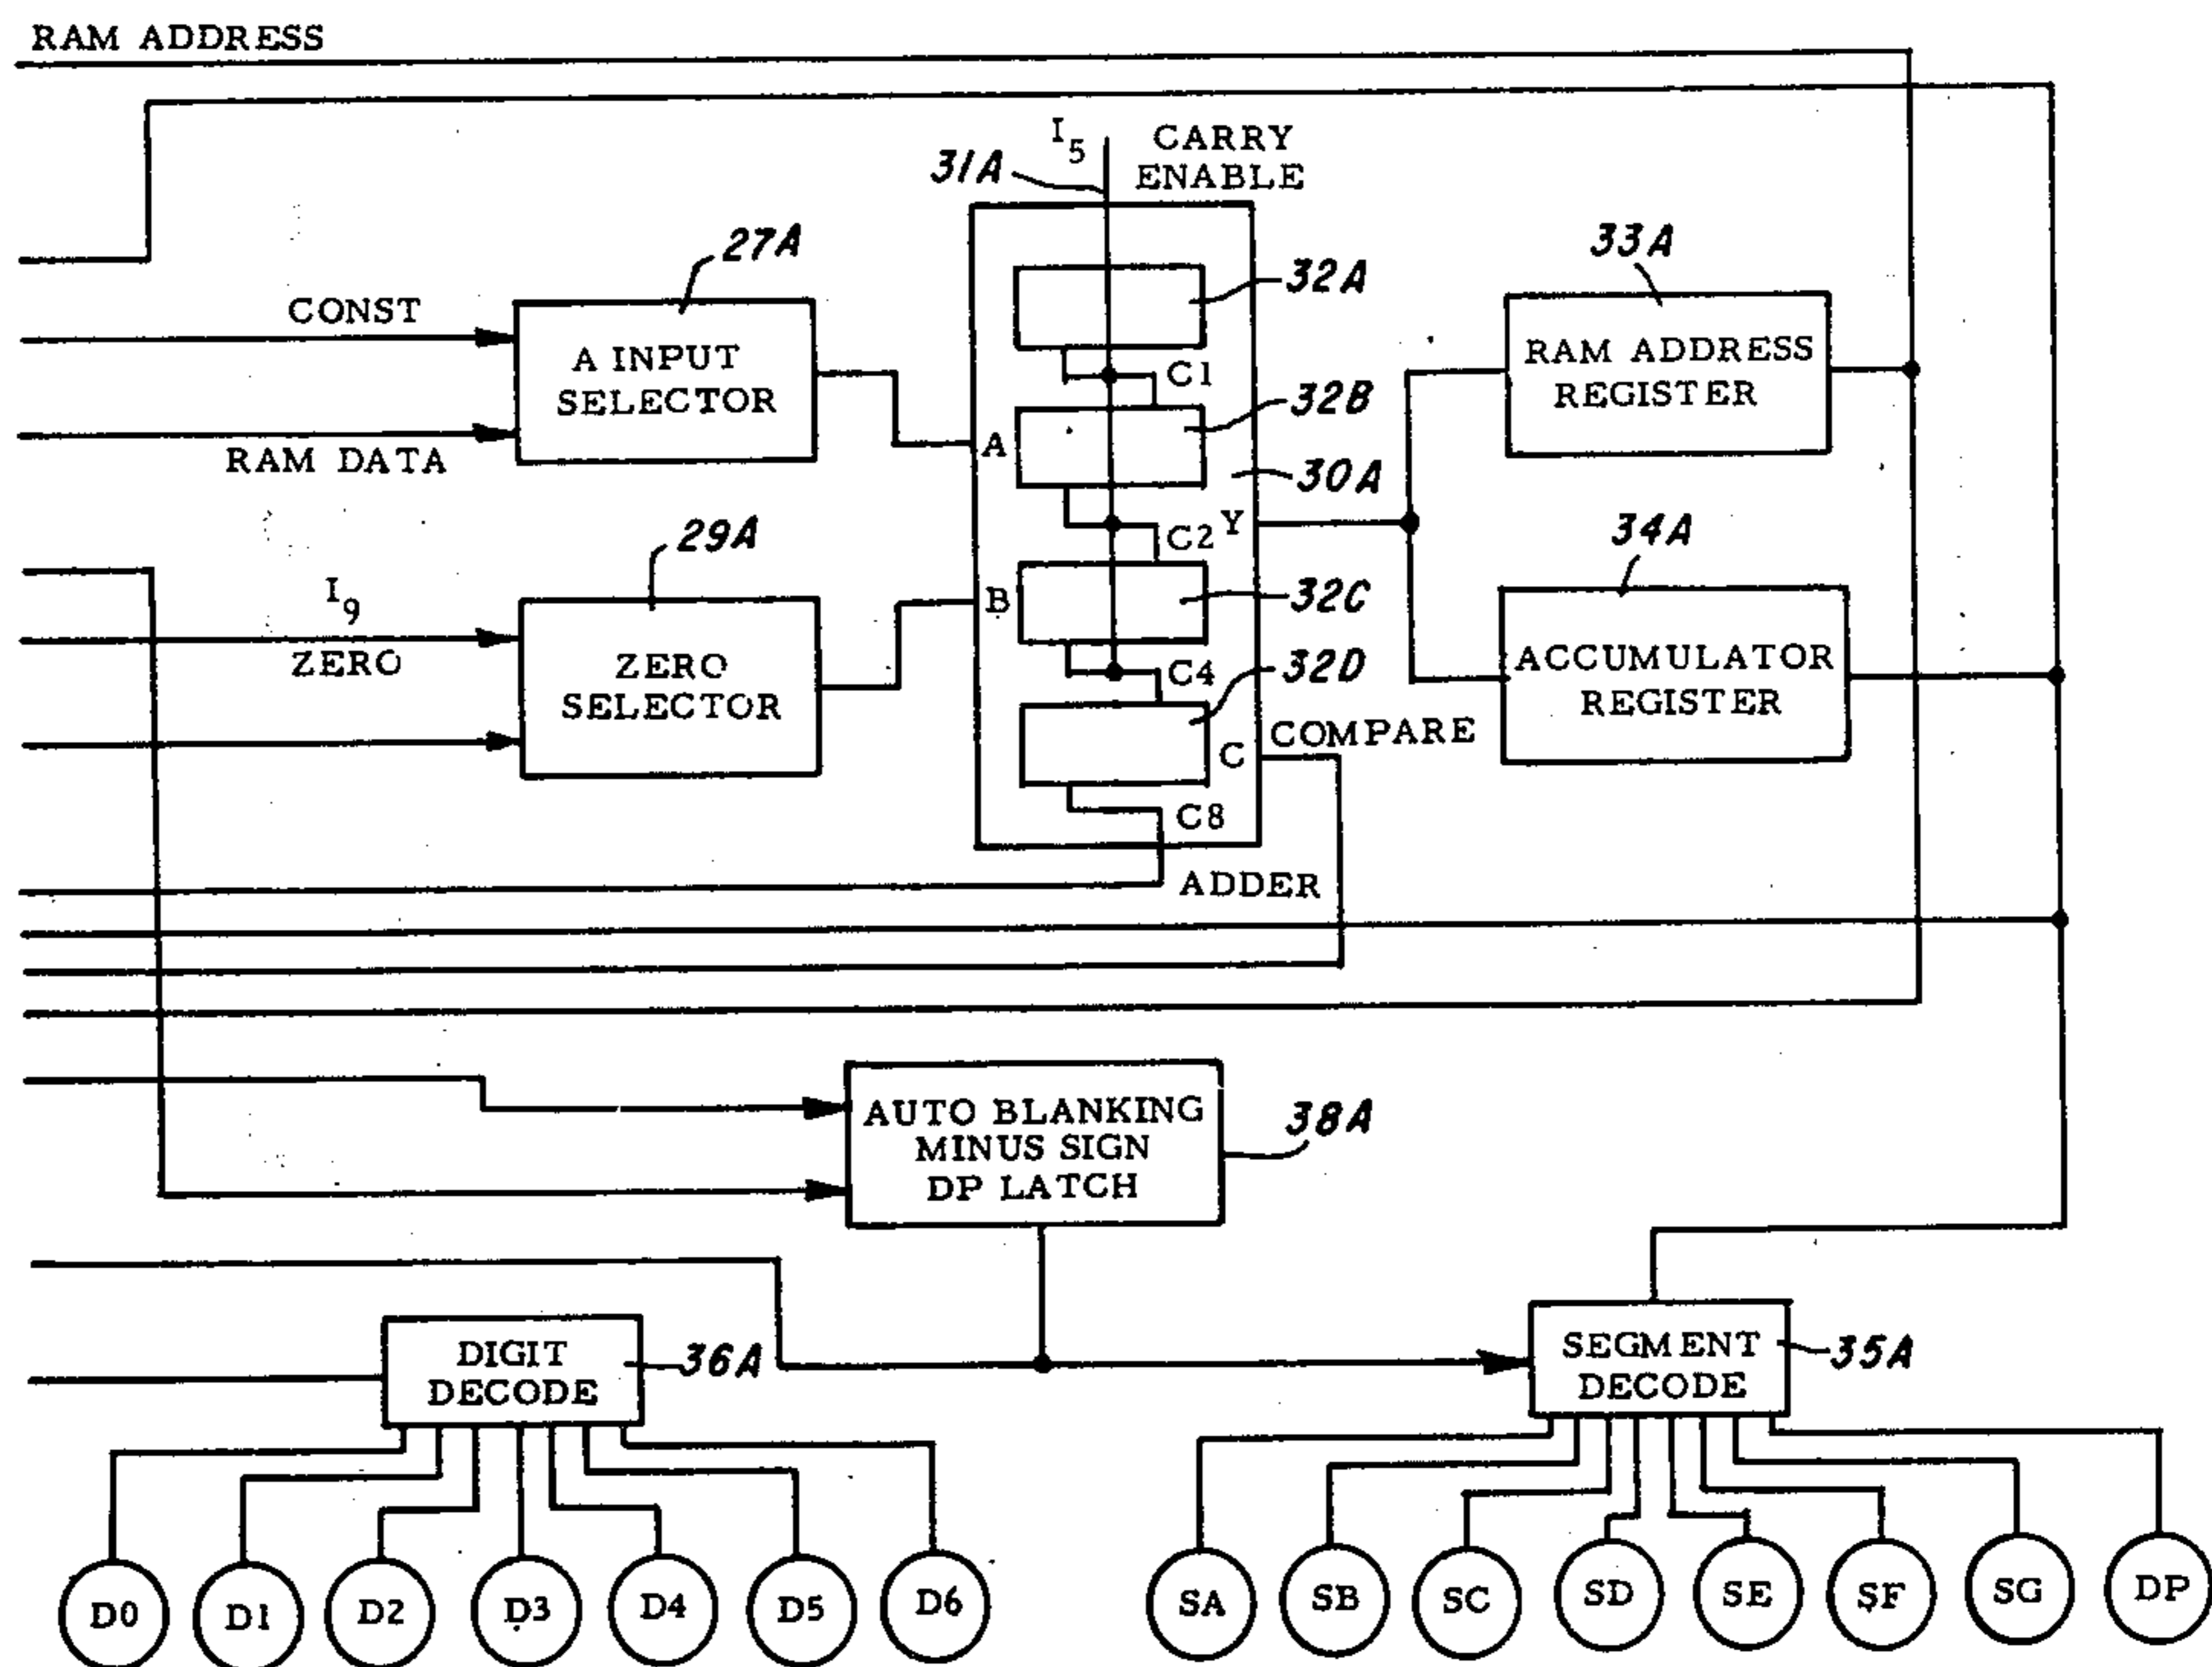 RAM ADDRESS
I5
CARRY
ENABLE
31A
27A
32A
33A
CONST
A INPUT
SELECTOR
RAM DATA
C1
32B
A
30A
RAM ADDRESS
REGISTER
C2
Y
29A
34A
I9
ZERO
ZERO
SELECTOR
B
32C
C4
32D
ACCUMULATOR
REGISTER
C
COMPARE
C8
ADDER
AUTO BLANKING
MINUS SIGN
DP LATCH
38A
DIGIT
DECODE
36A
SEGMENT
DECODE
35A
D0
D1
D2
D3
D4
D5
D6
SA
SB
SC
SD
SE
SF
SG
DP